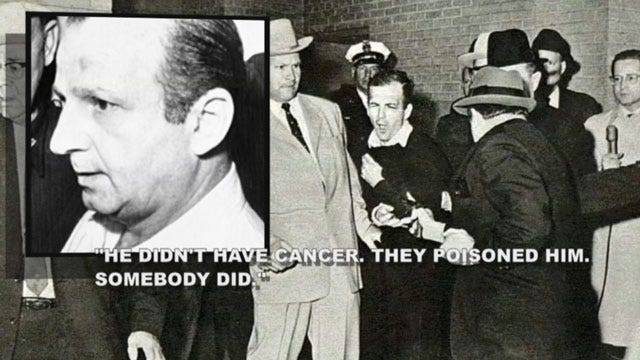 "HE DIDN'T HAVE CANCER. THEY POISONED HIM.
SOMEBODY DID."